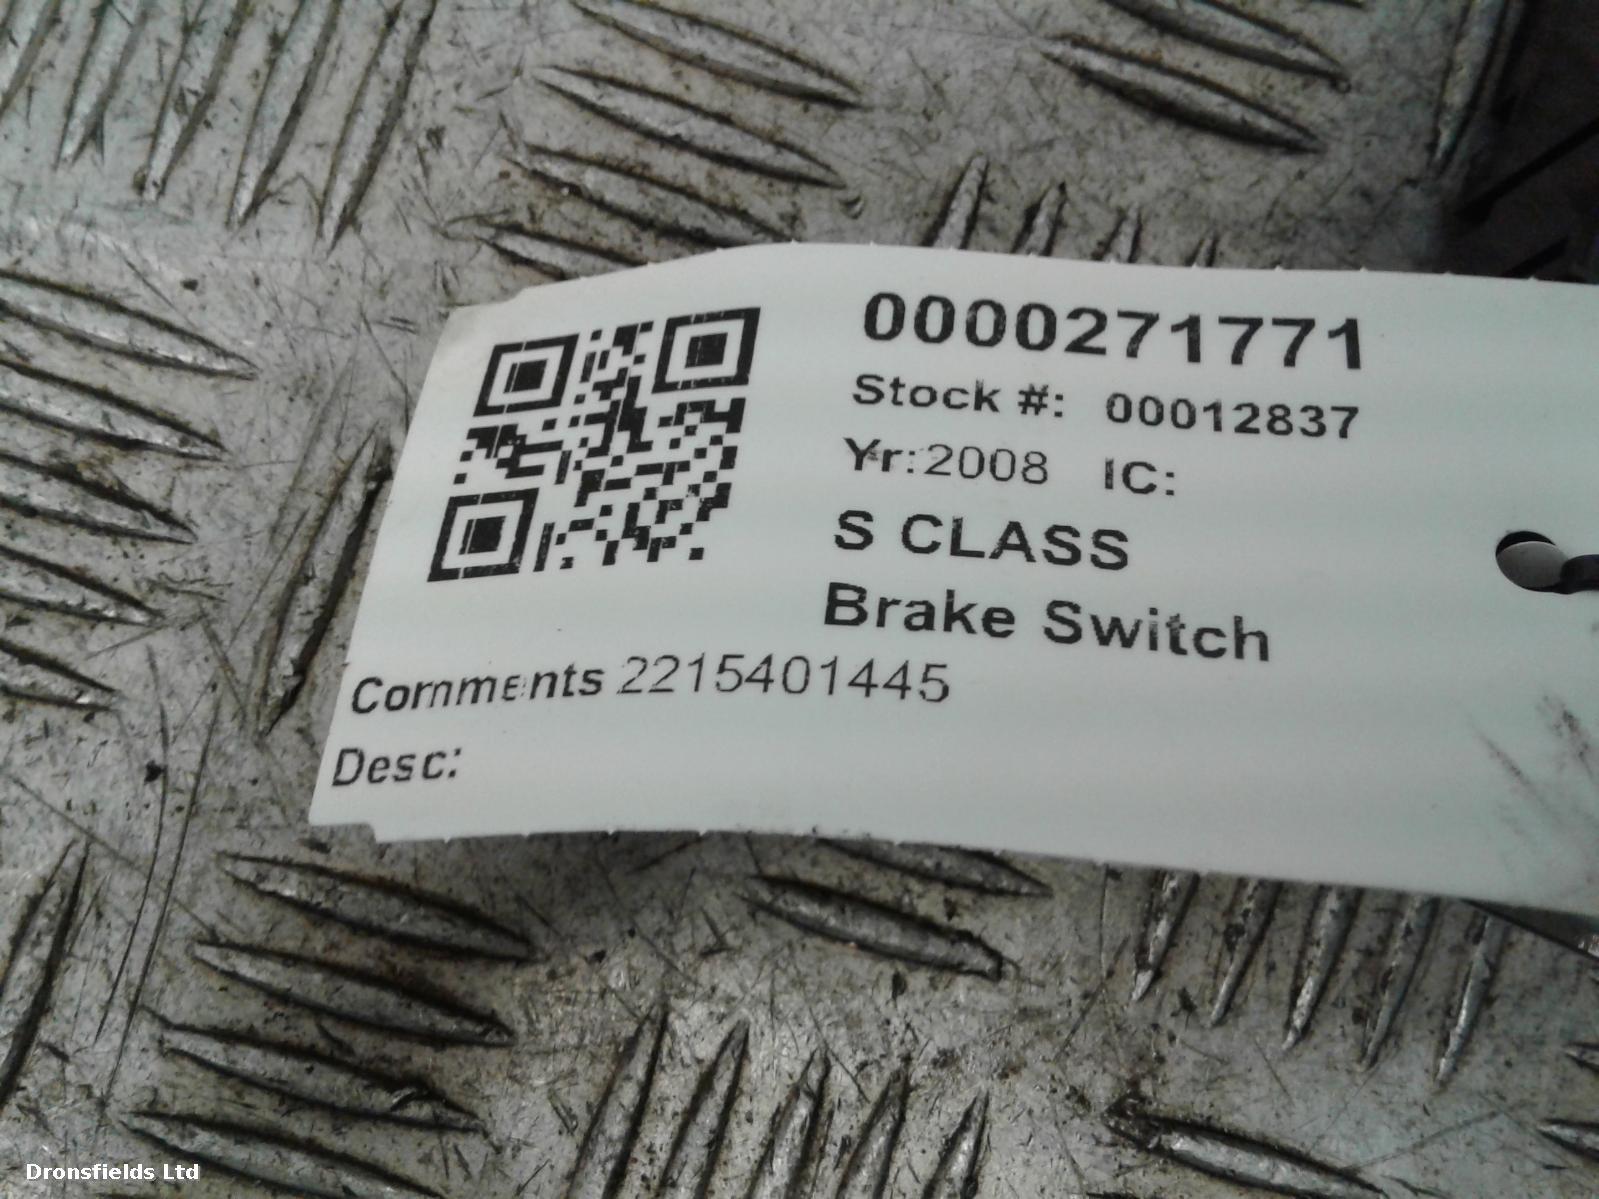 0000271771
Stock #: 00012837
Yr:2008 IC:
S CLASS
Brake Switch
Comments 2215401445
Desc:
Dronsfields Ltd